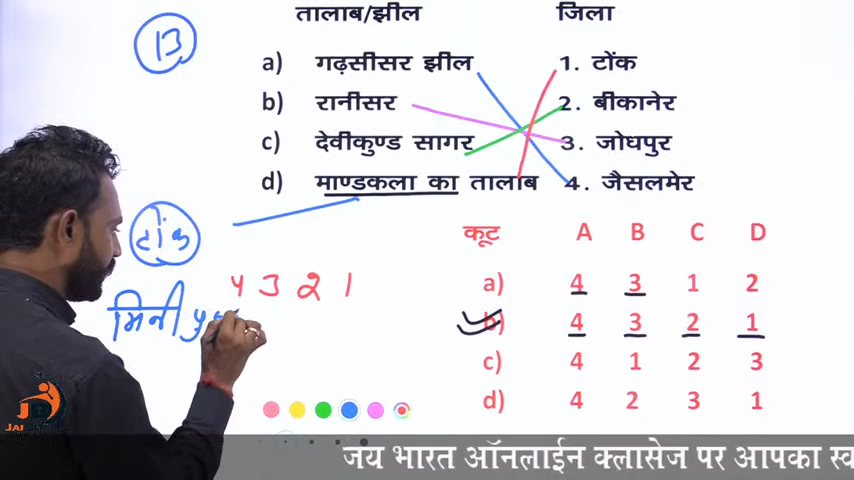 13
तालाब/झील जिला
a) गढ़सीसर झील 1. टोंक
b) रानीसर 2. बीकानेर
c) देवीकुण्ड सागर 3. जोधपुर
d) माण्डकला का तालाब 4. जैसलमेर
टोंक
कूट A B C D
4 3 2 1
a) 4 3 1 2
मिनी
b) 4 3 2 1
c) 4 1 2 3
d) 4 2 3 1
जय भारत ऑनलाईन क्लासेज पर आपका स्व